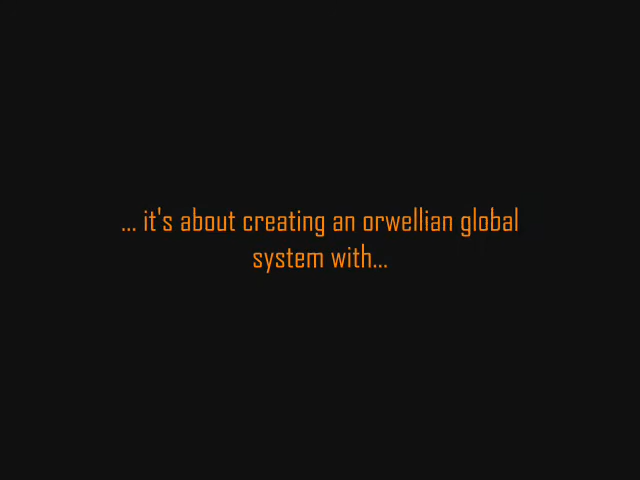 ... it's about creating an orwellian global
system with...